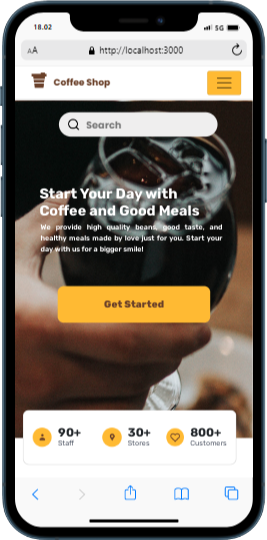 18.02
5G
AA
http://localhost:3000
Coffee Shop
Search
Start Your Day with
Coffee and Good Meals
We provide high quality beans, good taste, and
healthy meals made by love just for you. Start your
day with us for a bigger smile!
Get Started
90+
Staff
30+
Stores
800+
Customers